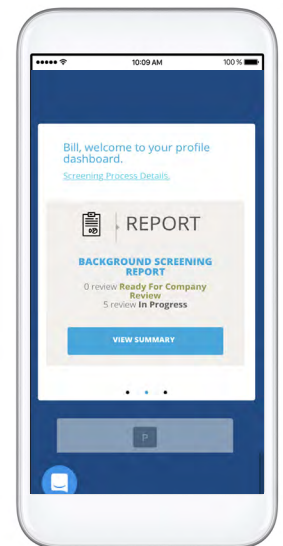 10:09 AM
100 %
Bill, welcome to your profile
dashboard.
Screening Process Details.
REPORT
BACKGROUND SCREENING
REPORT
0 review Ready For Company
Review
5 review In Progress
VIEW SUMMARY
P